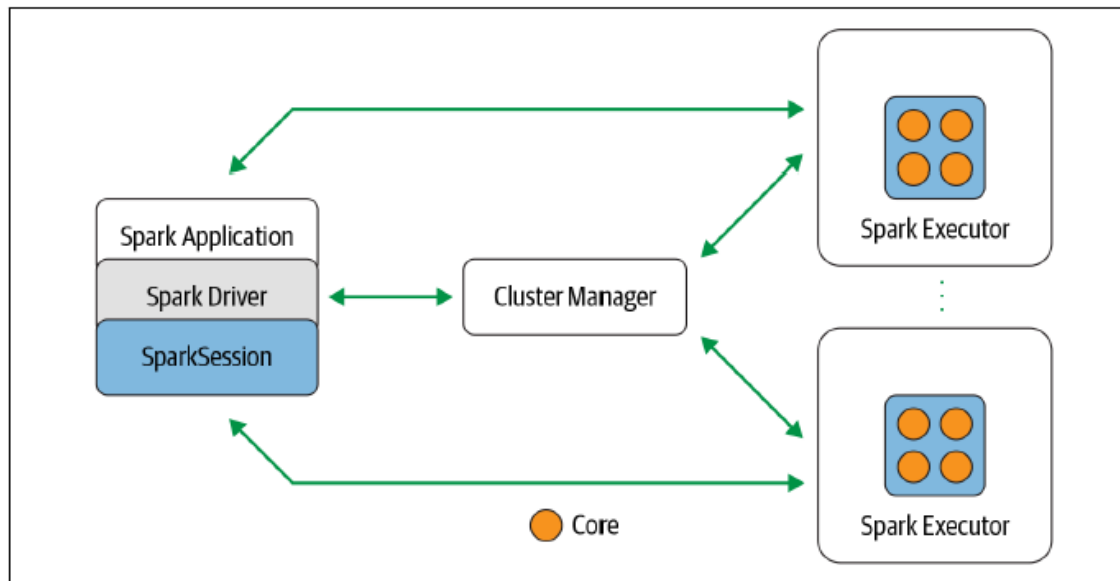 Spark Application
Spark Driver
SparkSession
Cluster Manager
Spark Executor
Spark Executor
Core